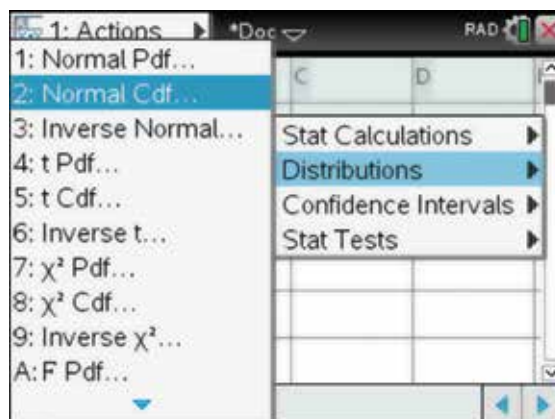 1: Actions *Doc RAD
1: Normal Pdf...
2: Normal Cdf...
3: Inverse Normal...
4: t Pdf...
5: t Cdf...
6: Inverse t...
7: χ² Pdf...
8: χ² Cdf...
9: Inverse χ²...
A: F Pdf...
C D
Stat Calculations
Distributions
Confidence Intervals
Stat Tests